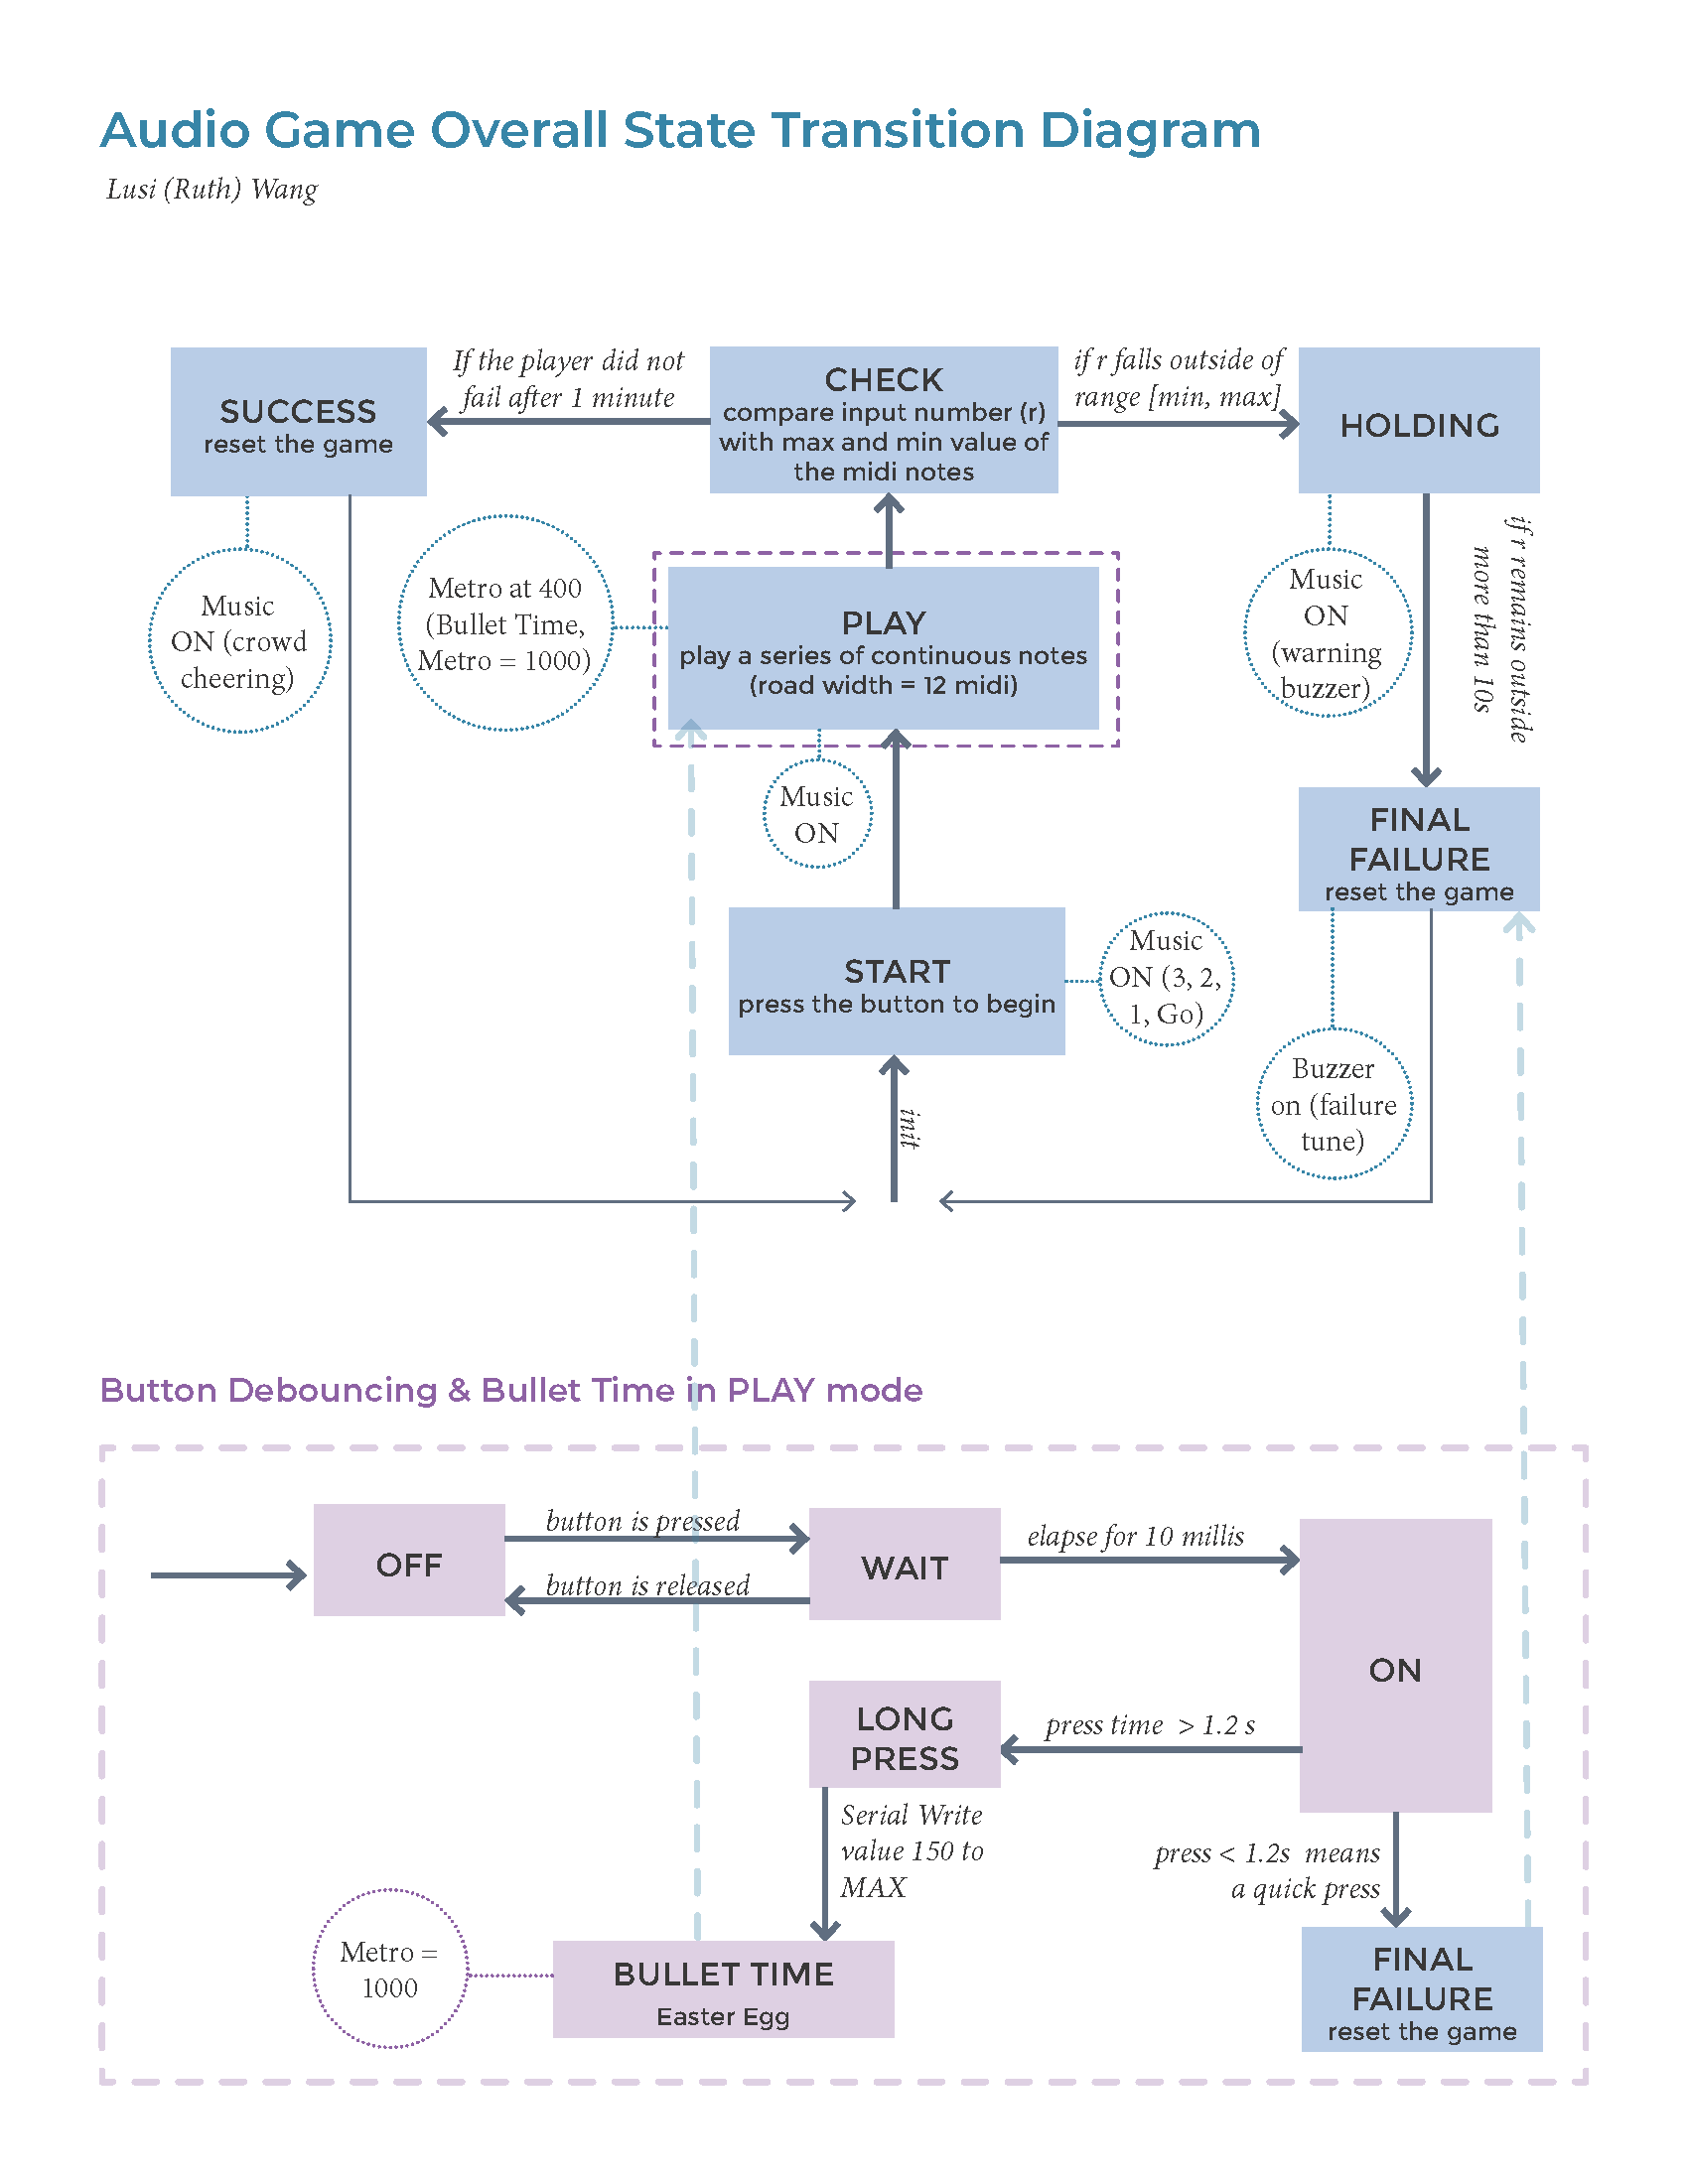 Audio Game Overall State Transition Diagram
Lusi (Ruth) Wang
If the player did not
fail after 1 minute
if r falls outside of
range [min, max]
SUCCESS
reset the game
CHECK
compare input number (r)
with max and min value of
the midi notes
HOLDING
Music
ON (crowd
cheering)
Metro at 400
(Bullet Time,
Metro = 1000)
PLAY
play a series of continuous notes
(road width = 12 midi)
Music
ON
(warning
buzzer)
if r remains outside
more than 10s
Music
ON
FINAL
FAILURE
reset the game
START
press the button to begin
Music
ON (3, 2,
1, Go)
Buzzer
on (failure
tune)
init
Button Debouncing & Bullet Time in PLAY mode
OFF
button is pressed
button is released
WAIT
elapse for 10 millis
ON
LONG
PRESS
press time > 1.2 s
Serial Write
value 150 to
MAX
press < 1.2s means
a quick press
Metro =
1000
BULLET TIME
Easter Egg
FINAL
FAILURE
reset the game